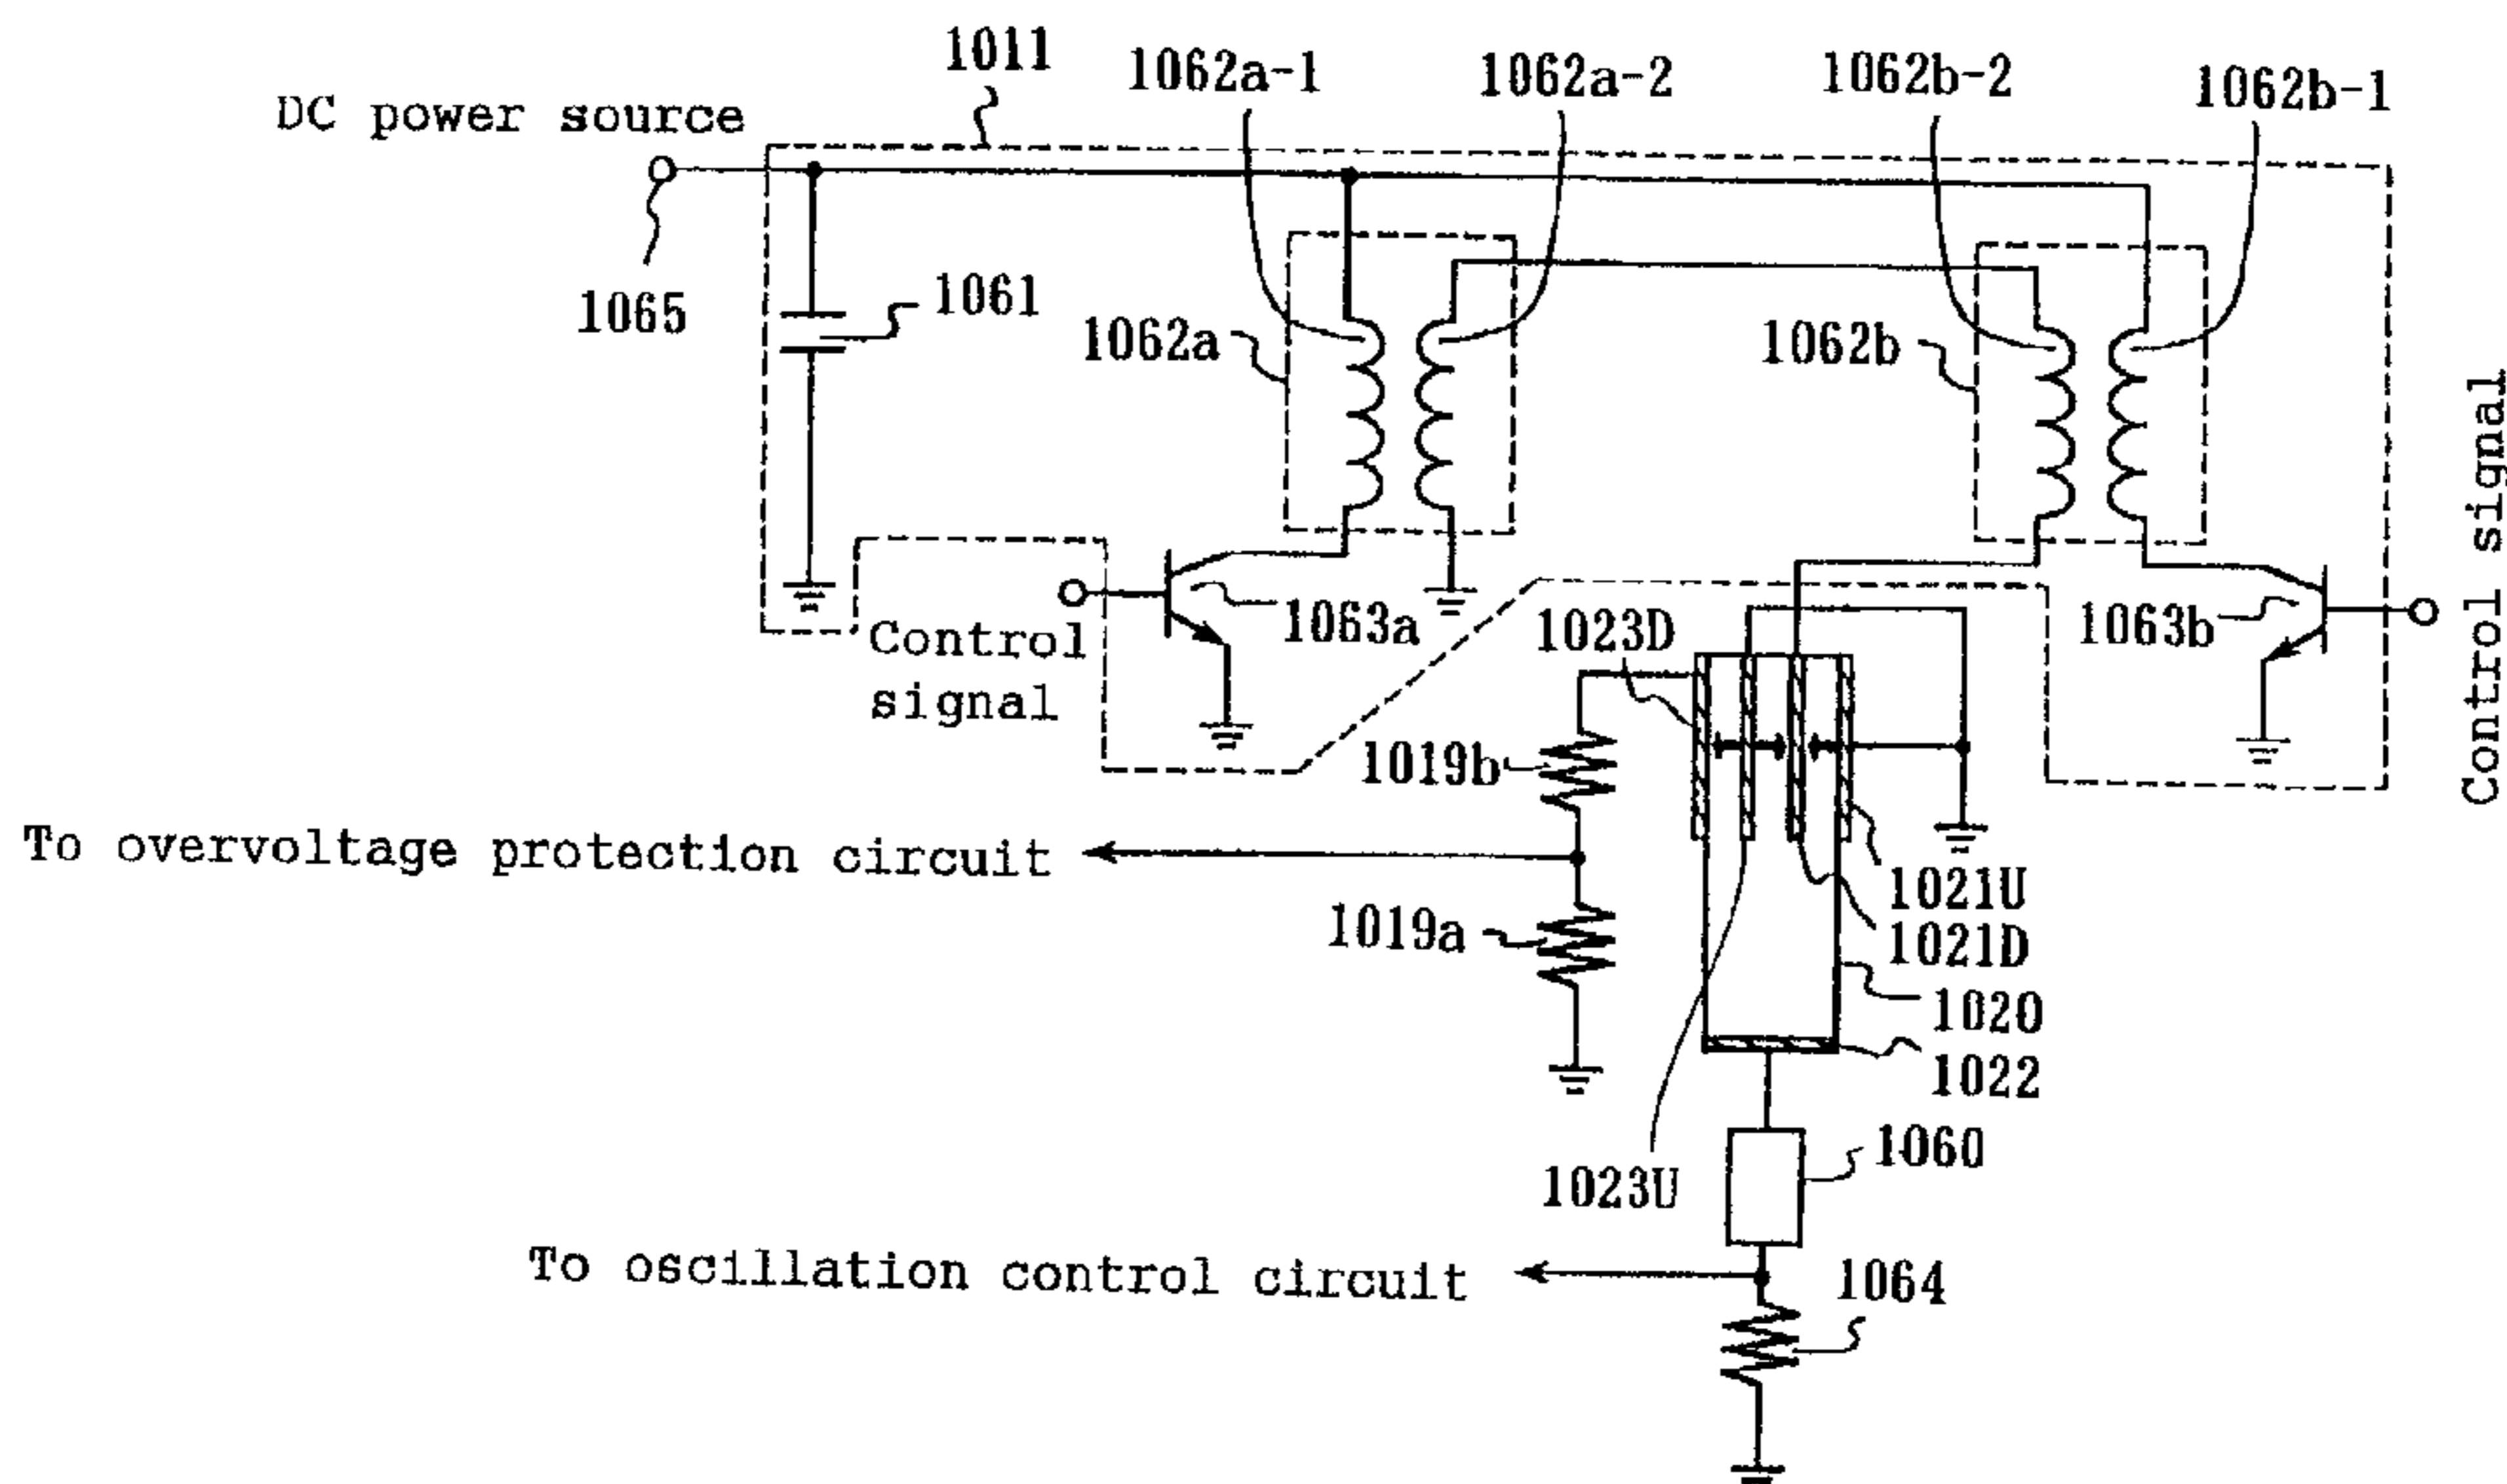 1011
1062a-1
1062a-2
1062b-2
1062b-1
DC power source
1065
1061
1062a
1062b
Control signal
Control
signal
1063a
1023D
1063b
1019b
To overvoltage protection circuit
1021U
1019a
1021D
1020
1022
1060
1023U
To oscillation control circuit
1064